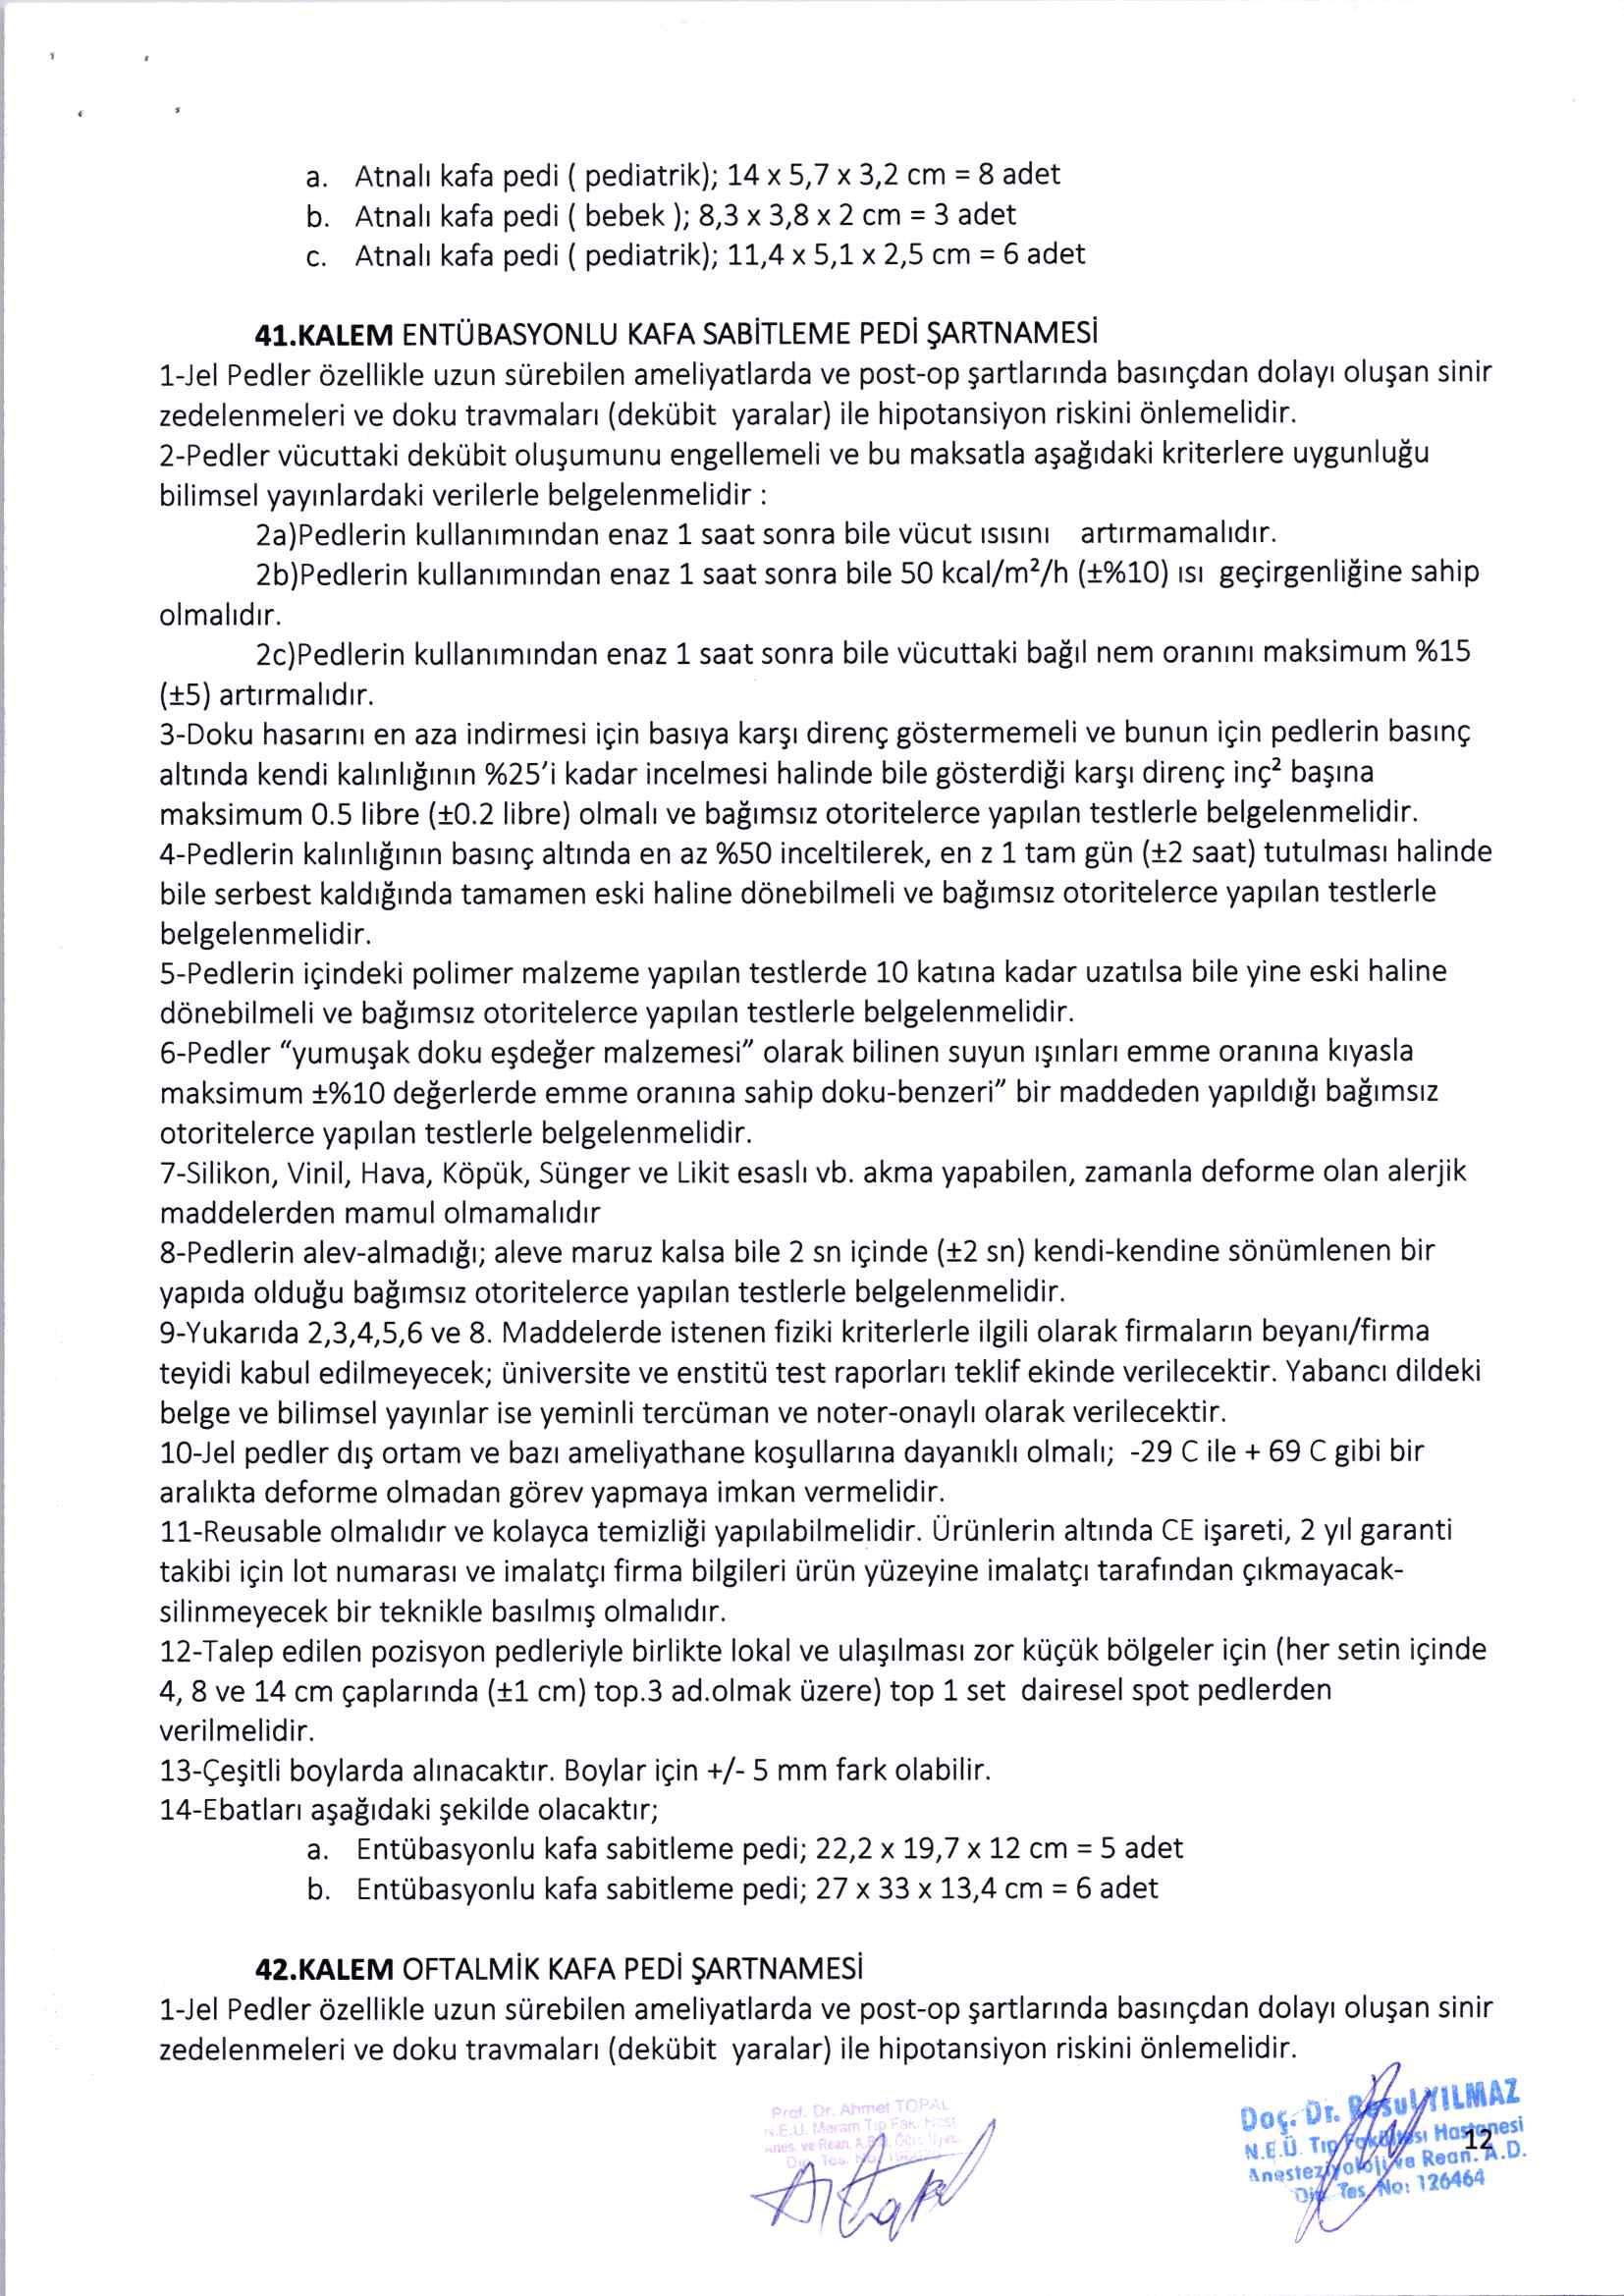 a. Atnalı kafa pedi ( pediatrik); 14 x 5,7 x 3,2 cm = 8 adet
b. Atnalı kafa pedi ( bebek ); 8,3 x 3,8 x 2 cm = 3 adet
c. Atnalı kafa pedi ( pediatrik); 11,4 x 5,1 x 2,5 cm = 6 adet
41.KALEM ENTÜBASYONLU KAFA SABİTLEME PEDİ ŞARTNAMESİ
1-Jel Pedler özellikle uzun sürebilen ameliyatlarda ve post-op şartlarında basınçdan dolayı oluşan sinir
zedelenmeleri ve doku travmaları (dekübit yaralar) ile hipotansiyon riskini önlemelidir.
2-Pedler vücuttaki dekübit oluşumunu engellemeli ve bu maksatla aşağıdaki kriterlere uygunluğu
bilimsel yayınlardaki verilerle belgelenmelidir :
2a)Pedlerin kullanımından enaz 1 saat sonra bile vücut ısısını artırmamalıdır.
2b)Pedlerin kullanımından enaz 1 saat sonra bile 50 kcal/m²/h (±%10) ısı geçirgenliğine sahip
olmalıdır.
2c)Pedlerin kullanımından enaz 1 saat sonra bile vücuttaki bağıl nem oranını maksimum %15
(±5) artırmalıdır.
3-Doku hasarını en aza indirmesi için basıya karşı direnç göstermemeli ve bunun için pedlerin basınç
altında kendi kalınlığının %25’i kadar incelmesi halinde bile gösterdiği karşı direnç inç² başına
maksimum 0.5 libre (±0.2 libre) olmalı ve bağımsız otoritelerce yapılan testlerle belgelenmelidir.
4-Pedlerin kalınlığının basınç altında en az %50 inceltilerek, en z 1 tam gün (±2 saat) tutulması halinde
bile serbest kaldığında tamamen eski haline dönebilmeli ve bağımsız otoritelerce yapılan testlerle
belgelenmelidir.
5-Pedlerin içindeki polimer malzeme yapılan testlerde 10 katına kadar uzatılsa bile yine eski haline
dönebilmeli ve bağımsız otoritelerce yapılan testlerle belgelenmelidir.
6-Pedler “yumuşak doku eşdeğer malzemesi” olarak bilinen suyun ışınları emme oranına kıyasla
maksimum ±%10 değerlerde emme oranına sahip doku-benzeri” bir maddeden yapıldığı bağımsız
otoritelerce yapılan testlerle belgelenmelidir.
7-Silikon, Vinil, Hava, Köpük, Sünger ve Likit esaslı vb. akma yapabilen, zamanla deforme olan alerjik
maddelerden mamul olmamalıdır
8-Pedlerin alev-almadığı; aleve maruz kalsa bile 2 sn içinde (±2 sn) kendi-kendine sönümlenen bir
yapıda olduğu bağımsız otoritelerce yapılan testlerle belgelenmelidir.
9-Yukarıda 2,3,4,5,6 ve 8. Maddelerde istenen fiziki kriterlerle ilgili olarak firmaların beyanı/firma
teyidi kabul edilmeyecek; üniversite ve enstitü test raporları teklif ekinde verilecektir. Yabancı dildeki
belge ve bilimsel yayınlar ise yeminli tercüman ve noter-onaylı olarak verilecektir.
10-Jel pedler dış ortam ve bazı ameliyathane koşullarına dayanıklı olmalı; -29 C ile + 69 C gibi bir
aralıkta deforme olmadan görev yapmaya imkan vermelidir.
11-Reusable olmalıdır ve kolayca temizliği yapılabilmelidir. Ürünlerin altında CE işareti, 2 yıl garanti
takibi için lot numarası ve imalatçı firma bilgileri ürün yüzeyine imalatçı tarafından çıkmayacak-
silinmeyecek bir teknikle basılmış olmalıdır.
12-Talep edilen pozisyon pedleriyle birlikte lokal ve ulaşılması zor küçük bölgeler için (her setin içinde
4, 8 ve 14 cm çaplarında (±1 cm) top.3 ad.olmak üzere) top 1 set dairesel spot pedlerden
verilmelidir.
13-Çeşitli boylarda alınacaktır. Boylar için +/- 5 mm fark olabilir.
14-Ebatları aşağıdaki şekilde olacaktır;
a. Entübasyonlu kafa sabitleme pedi; 22,2 x 19,7 x 12 cm = 5 adet
b. Entübasyonlu kafa sabitleme pedi; 27 x 33 x 13,4 cm = 6 adet
42.KALEM OFTALMİK KAFA PEDİ ŞARTNAMESİ
1-Jel Pedler özellikle uzun sürebilen ameliyatlarda ve post-op şartlarında basınçdan dolayı oluşan sinir
zedelenmeleri ve doku travmaları (dekübit yaralar) ile hipotansiyon riskini önlemelidir.
Prof. Dr. Ahmet TOPAL
N.E.Ü. Meram Tıp Fak. Hast.
Anes. ve Rean. A.B.D.
Doç. Dr. Resul YILMAZ
N.E.Ü. Tıp Fakültesi Hastanesi
Anesteziyoloji ve Rean. A.D.
Dip. Tes. No: 126464
12